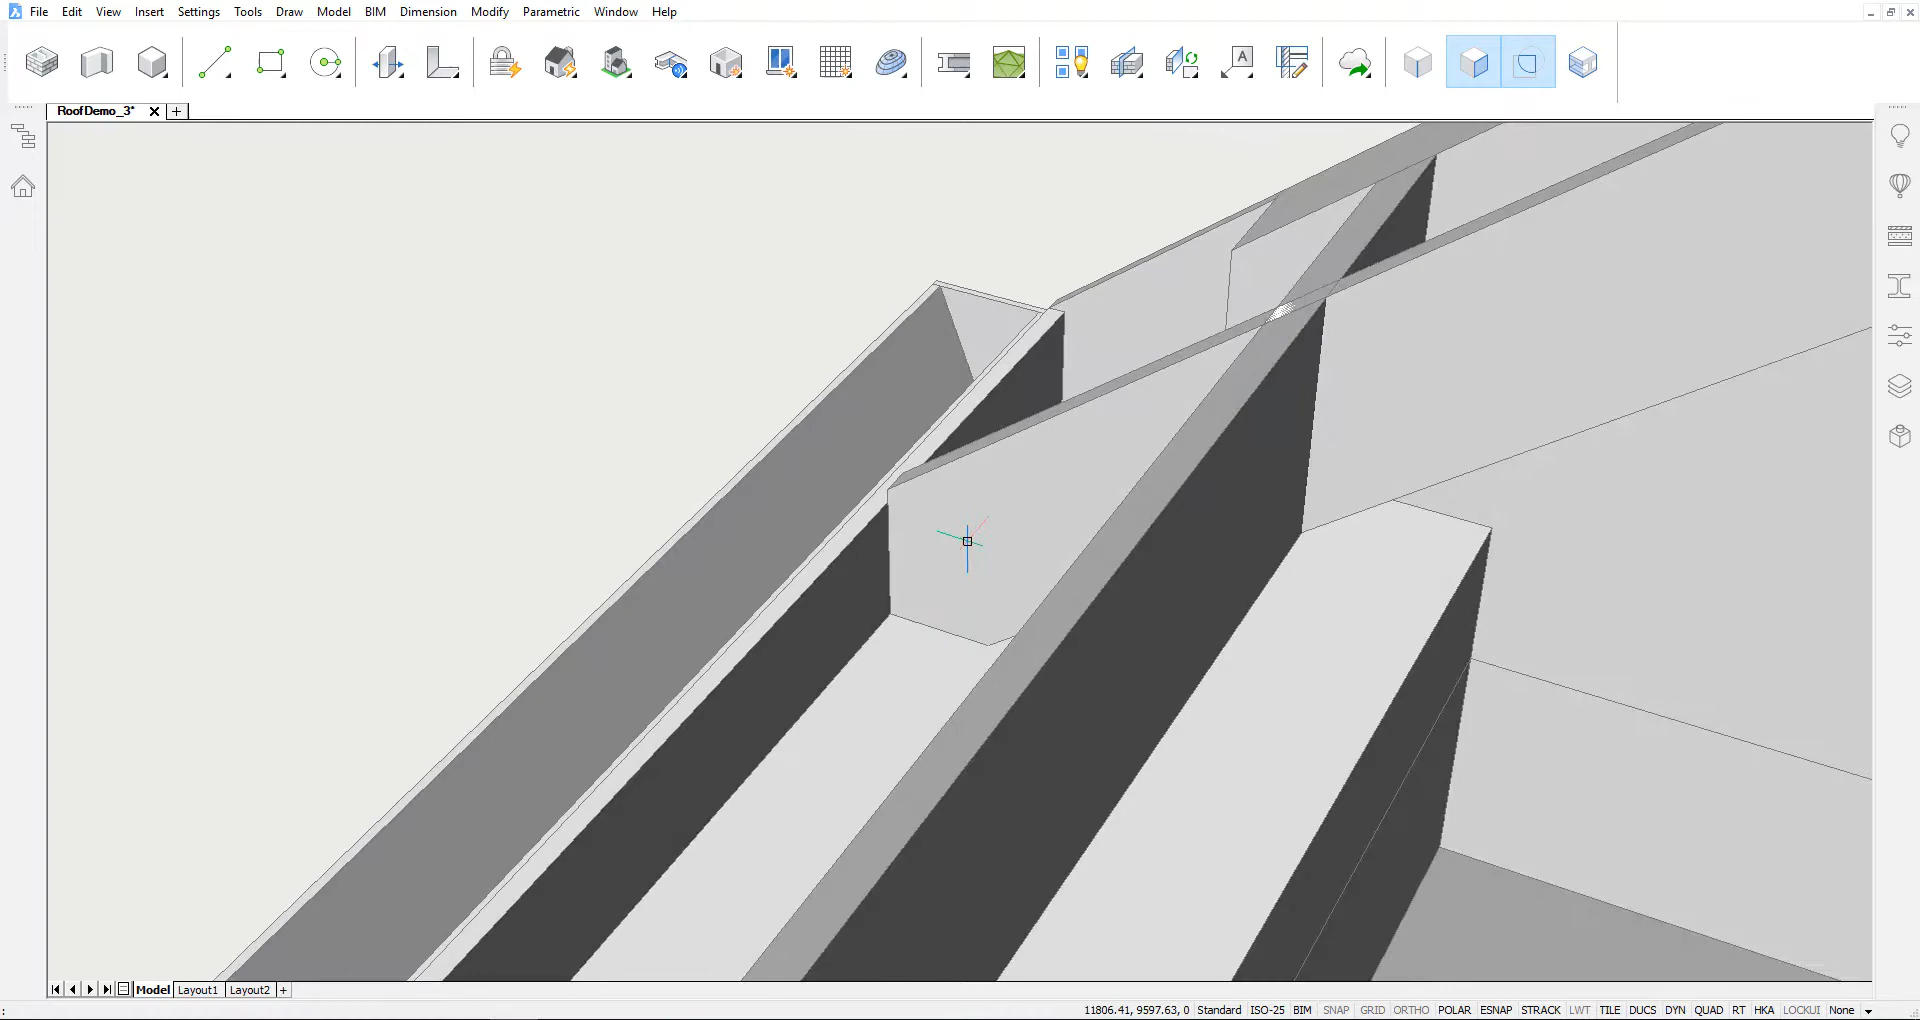 File Edit View Insert Settings Tools Draw Model BIM Dimension Modify Parametric Window Help
A
RoofDemo_3*
Model Layout1 Layout2
: 11806.41, 9597.63, 0 Standard ISO-25 BIM SNAP GRID ORTHO POLAR ESNAP STRACK LWT TILE DUCS DYN QUAD RT HKA LOCKUI None